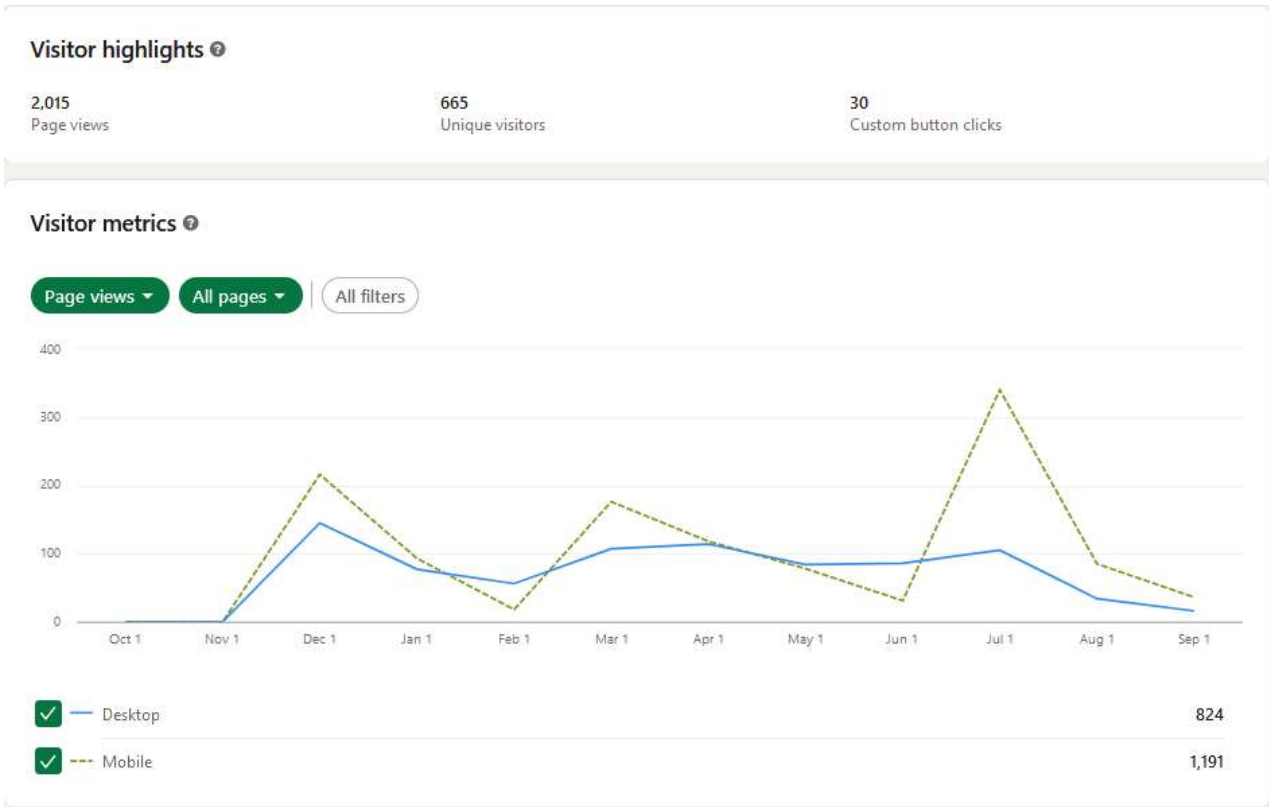 Visitor highlights
2,015 665 30
Page views Unique visitors Custom button clicks
Visitor metrics
Page views All pages All filters
400
300
200
100
0
Oct 1 Nov 1 Dec 1 Jan 1 Feb 1 Mar 1 Apr 1 May 1 Jun 1 Jul 1 Aug 1 Sep 1
Desktop 824
Mobile 1,191